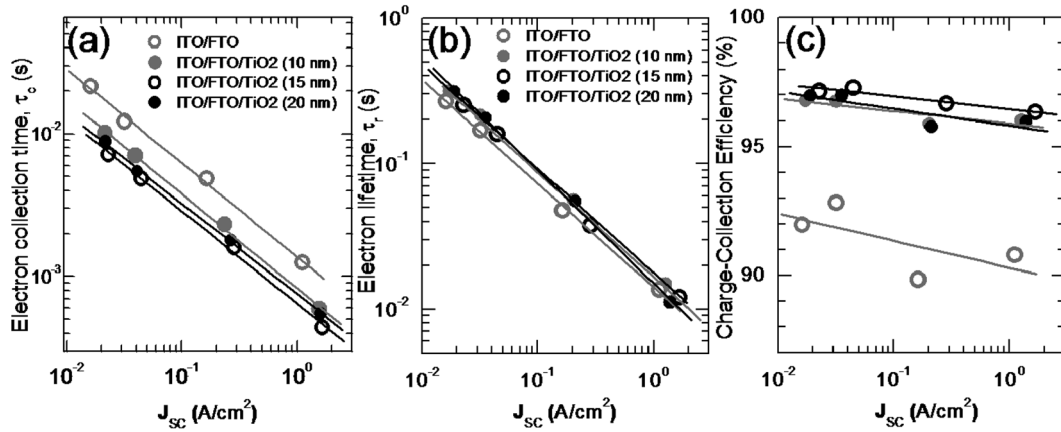 (a)
ITO/FTO
ITO/FTO/TiO2 (10 nm)
ITO/FTO/TiO2 (15 nm)
ITO/FTO/TiO2 (20 nm)
Electron collection time, τc (s)
10-2
10-3
10-2 10-1 100
JSC (A/cm2)
(b)
ITO/FTO
ITO/FTO/TiO2 (10 nm)
ITO/FTO/TiO2 (15 nm)
ITO/FTO/TiO2 (20 nm)
Electron lifetime, τr (s)
100
10-1
10-2
10-2 10-1 100
JSC (A/cm2)
(c)
Charge-Collection Efficiency (%)
100
95
90
10-2 10-1 100
JSC (A/cm2)